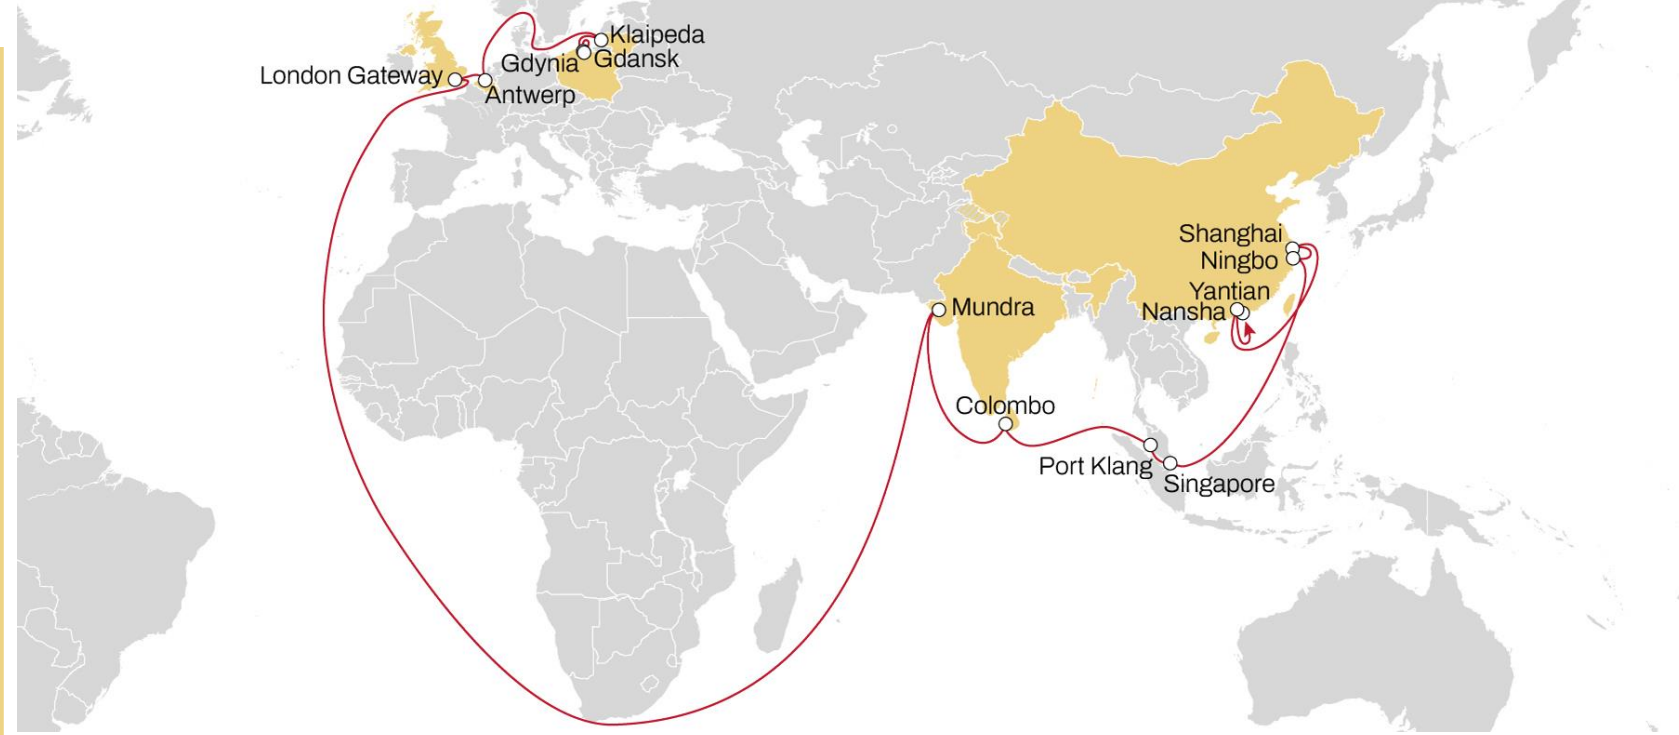 Klaipeda
Gdynia
Gdansk
London Gateway
Antwerp
Shanghai
Ningbo
Yantian
Nansha
Mundra
Colombo
Port Klang
Singapore